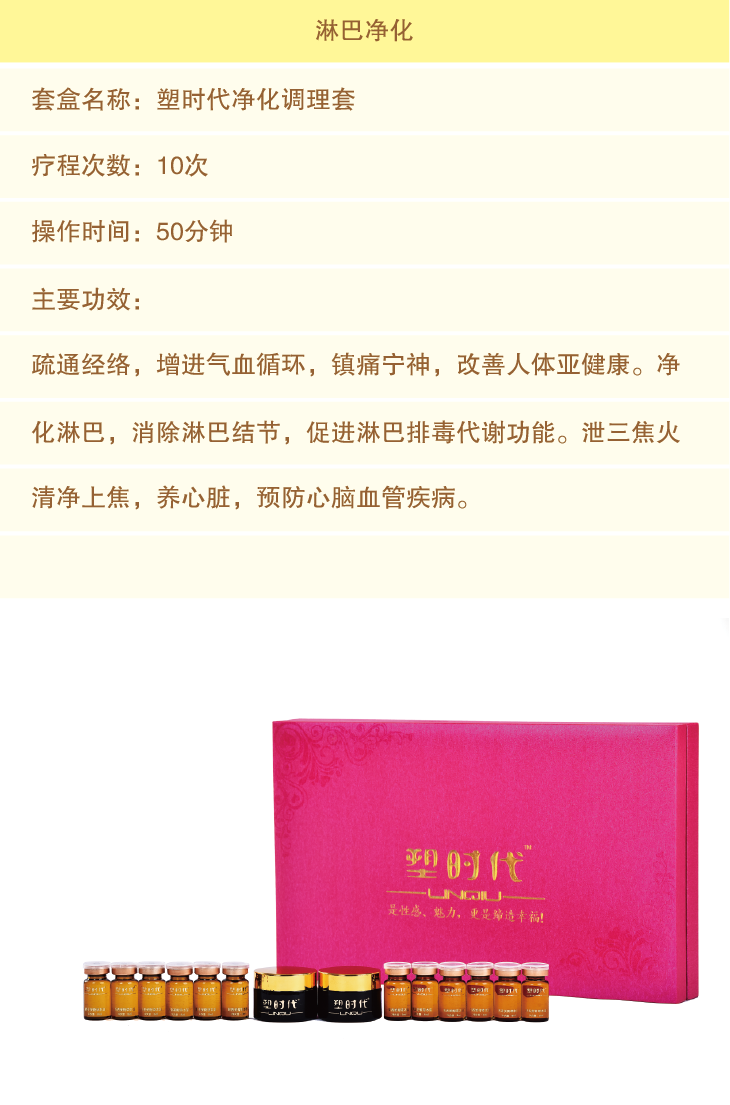 淋巴净化
套盒名称：塑时代净化调理套
疗程次数：10次
操作时间：50分钟
主要功效：
疏通经络，增进气血循环，镇痛宁神，改善人体亚健康。净
化淋巴，消除淋巴结节，促进淋巴排毒代谢功能。泄三焦火
清净上焦，养心脏，预防心脑血管疾病。
塑时代™
LINQIU
是性感、魅力，更是缔造幸福!
塑时代
LINQIU
塑时代
LINQIU